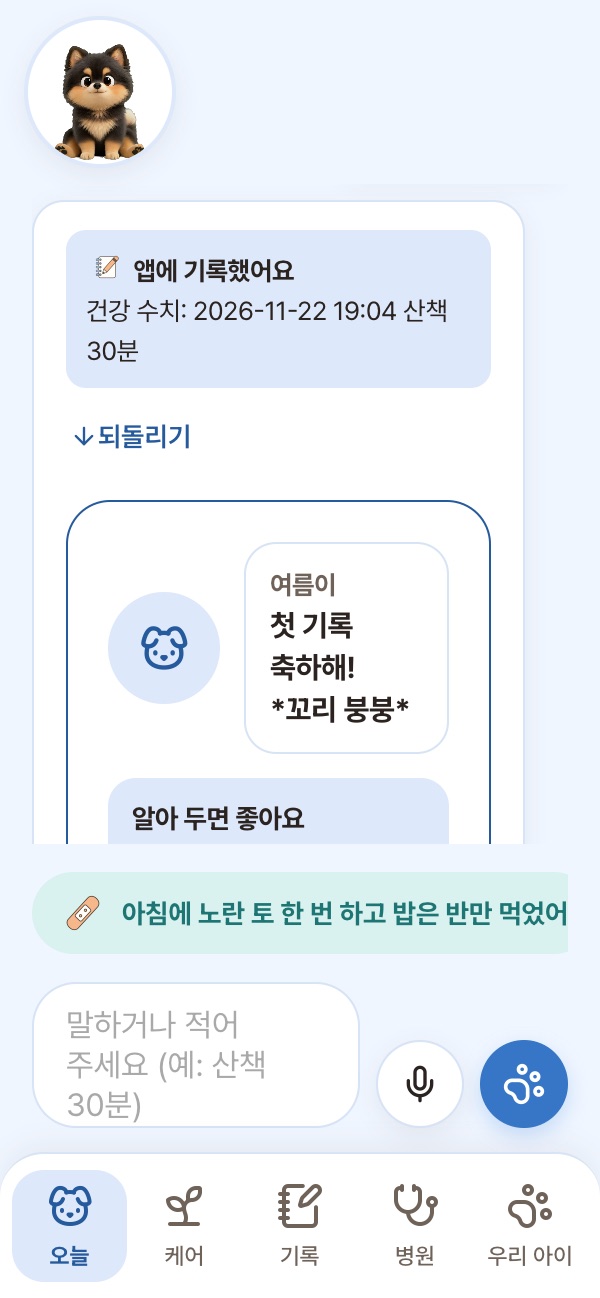 앱에 기록했어요
건강 수치: 2026-11-22 19:04 산책
30분
되돌리기
여름이
첫 기록
축하해!
*꼬리 붕붕*
알아 두면 좋아요
아침에 노란 토 한 번 하고 밥은 반만 먹었어
말하거나 적어
주세요 (예: 산책
30분)
오늘
케어
기록
병원
우리 아이